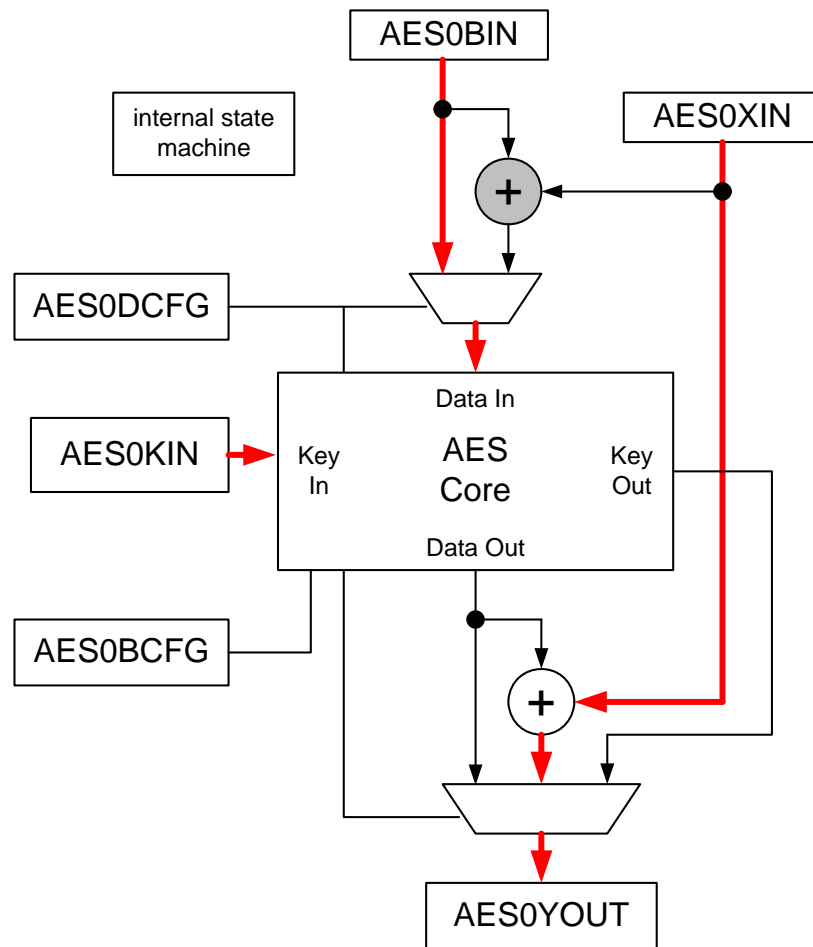 AES0BIN
internal state
machine
AES0XIN
+
AES0DCFG
Data In
AES0KIN
Key
In
AES
Core
Key
Out
Data Out
AES0BCFG
+
AES0YOUT